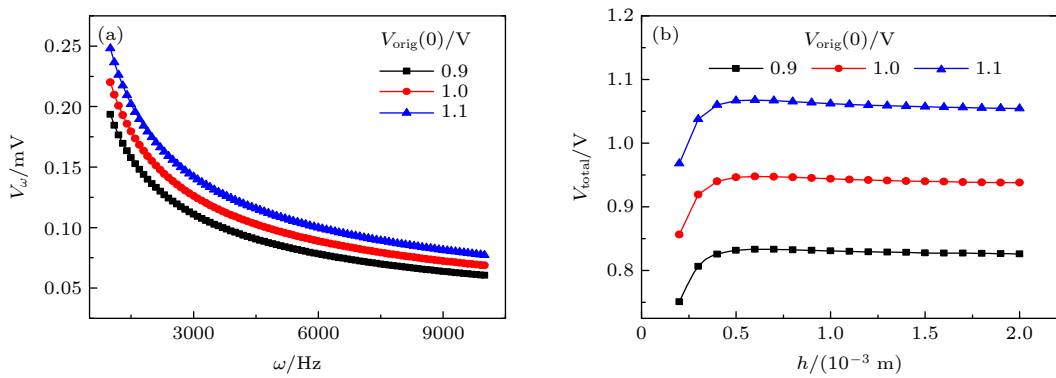 (a)
V_orig(0)/V
0.9
1.0
1.1
V_ω/mV
0.25
0.20
0.15
0.10
0.05
3000 6000 9000
ω/Hz
(b)
V_orig(0)/V
0.9 1.0 1.1
V_total/V
1.2
1.1
1.0
0.9
0.8
0 0.5 1.0 1.5 2.0
h/(10⁻³ m)